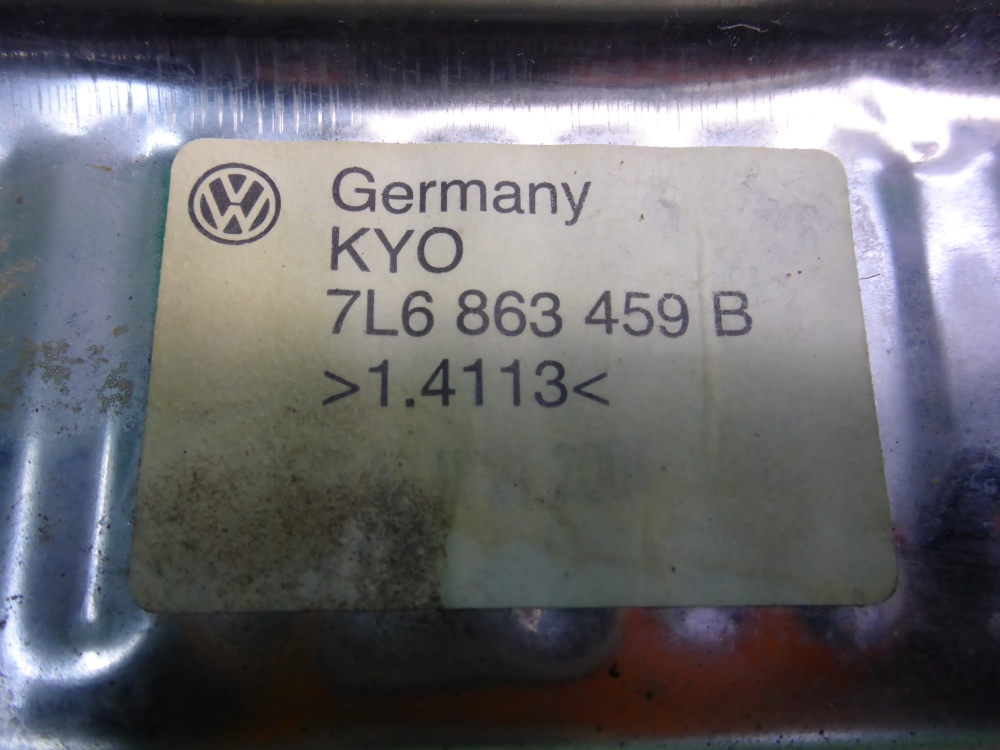 Germany
KYO
7L6 863 459 B
>1.4113<